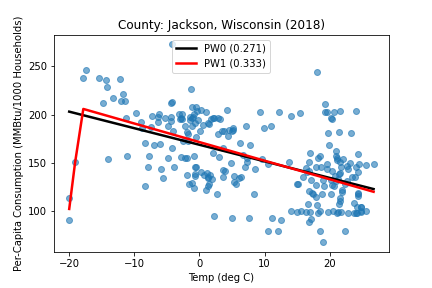 County: Jackson, Wisconsin (2018)
PW0 (0.271)
PW1 (0.333)
Per-Capita Consumption (MMBtu/1000 Households)
250
200
150
100
−20
−10
0
10
20
Temp (deg C)